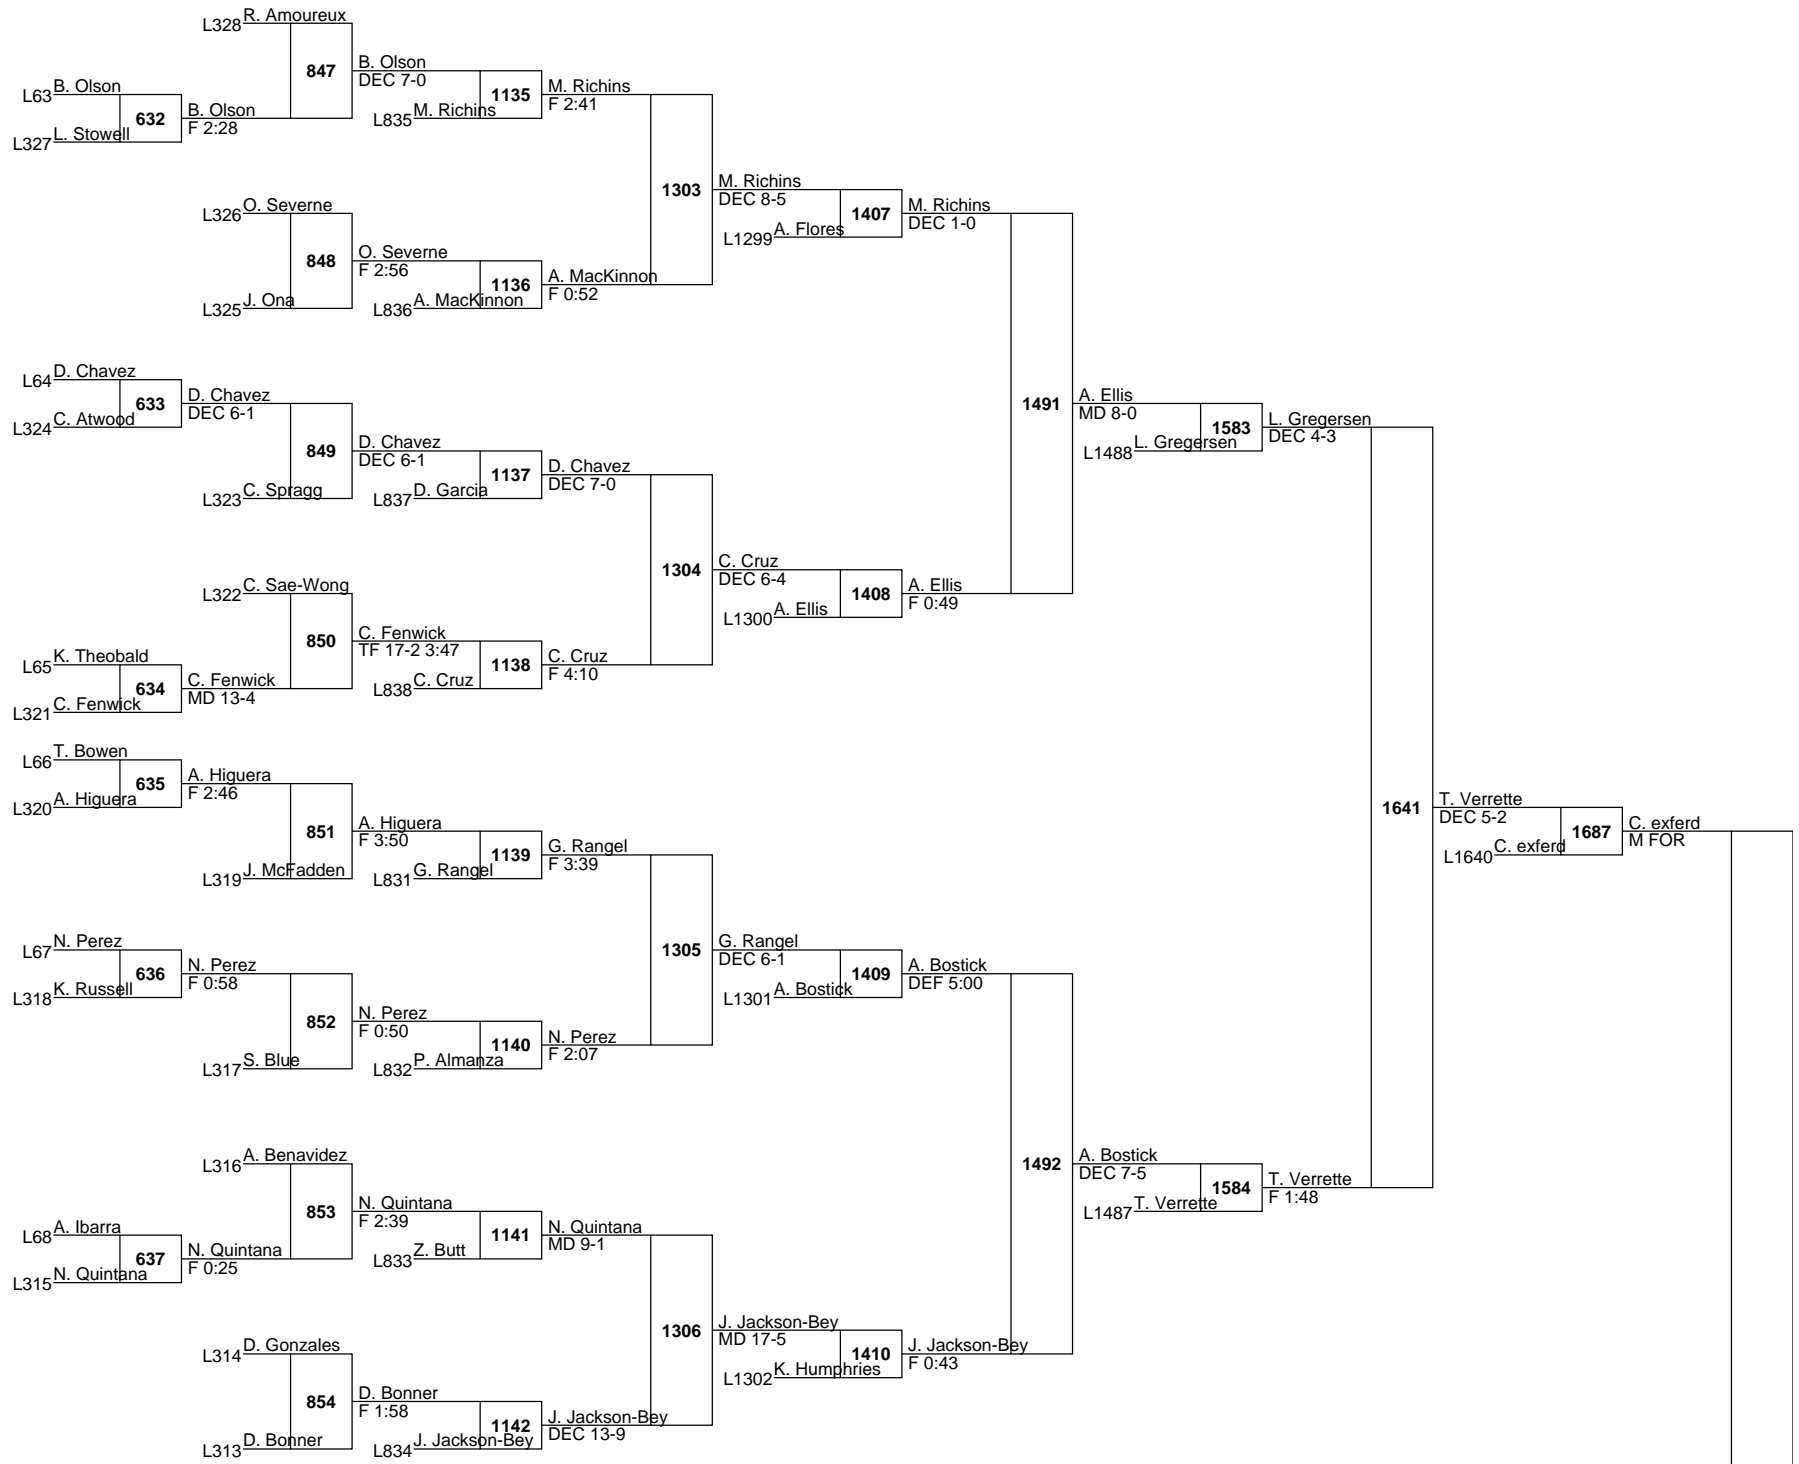 R. Amoureux
L328
847
B. Olson
DEC 7-0
B. Olson
L63
632
B. Olson
F 2:28
L. Stowell
L327
1135
M. Richins
F 2:41
M. Richins
L835
1303
M. Richins
DEC 8-5
O. Severne
L326
848
O. Severne
F 2:56
J. Ona
L325
1136
A. MacKinnon
F 0:52
A. MacKinnon
L836
1407
M. Richins
DEC 1-0
A. Flores
L1299
D. Chavez
L64
633
D. Chavez
DEC 6-1
C. Atwood
L324
849
D. Chavez
DEC 6-1
C. Spragg
L323
1137
D. Chavez
DEC 7-0
D. Garcia
L837
1304
C. Cruz
DEC 6-4
C. Sae-Wong
L322
850
C. Fenwick
TF 17-2 3:47
K. Theobald
L65
634
C. Fenwick
MD 13-4
C. Fenwick
L321
1138
C. Cruz
F 4:10
C. Cruz
L838
1408
A. Ellis
F 0:49
A. Ellis
L1300
1491
A. Ellis
MD 8-0
1583
L. Gregersen
DEC 4-3
L. Gregersen
L1488
T. Bowen
L66
635
A. Higuera
F 2:46
A. Higuera
L320
851
A. Higuera
F 3:50
J. McFadden
L319
1139
G. Rangel
F 3:39
G. Rangel
L831
1641
T. Verrette
DEC 5-2
1687
C. exferd
M FOR
C. exferd
L1640
N. Perez
L67
636
N. Perez
F 0:58
K. Russell
L318
852
N. Perez
F 0:50
S. Blue
L317
1140
N. Perez
F 2:07
P. Almanza
L832
1305
G. Rangel
DEC 6-1
1409
A. Bostick
DEF 5:00
A. Bostick
L1301
A. Benavidez
L316
853
N. Quintana
F 2:39
A. Ibarra
L68
637
N. Quintana
F 0:25
N. Quintana
L315
1141
N. Quintana
MD 9-1
Z. Butt
L833
1492
A. Bostick
DEC 7-5
1584
T. Verrette
F 1:48
T. Verrette
L1487
D. Gonzales
L314
854
D. Bonner
F 1:58
D. Bonner
L313
1142
J. Jackson-Bey
DEC 13-9
J. Jackson-Bey
L834
1306
J. Jackson-Bey
MD 17-5
1410
J. Jackson-Bey
F 0:43
K. Humphries
L1302